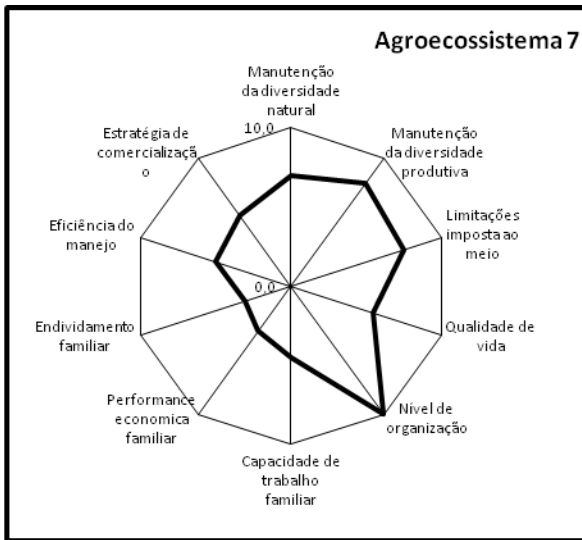 Agroecossistema 7
Manutenção
da diversidade
natural
10,0
Estratégia de
comercializaçã
o
Manutenção
da diversidade
produtiva
Eficiência do
manejo
Limitações
imposta ao
meio
0,0
Endividamento
familiar
Qualidade de
vida
Performance
economica
familiar
Nível de
organização
Capacidade de
trabalho
familiar